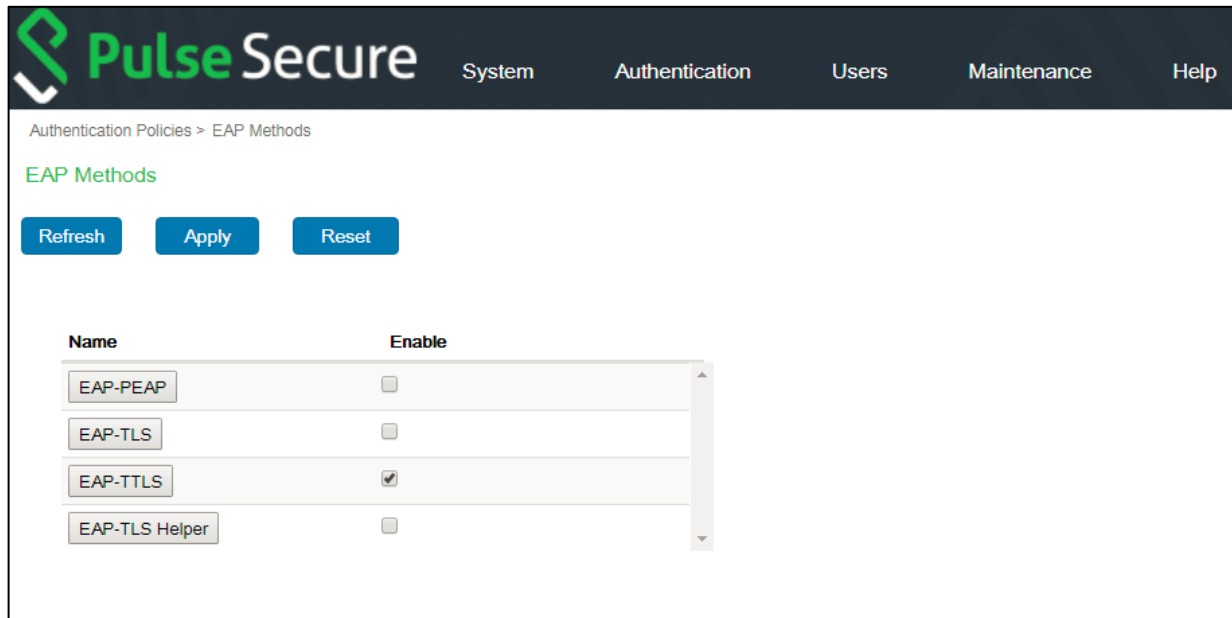 Pulse Secure System Authentication Users Maintenance Help
Authentication Policies > EAP Methods
EAP Methods
Refresh Apply Reset
Name Enable
EAP-PEAP
EAP-TLS
EAP-TTLS
EAP-TLS Helper